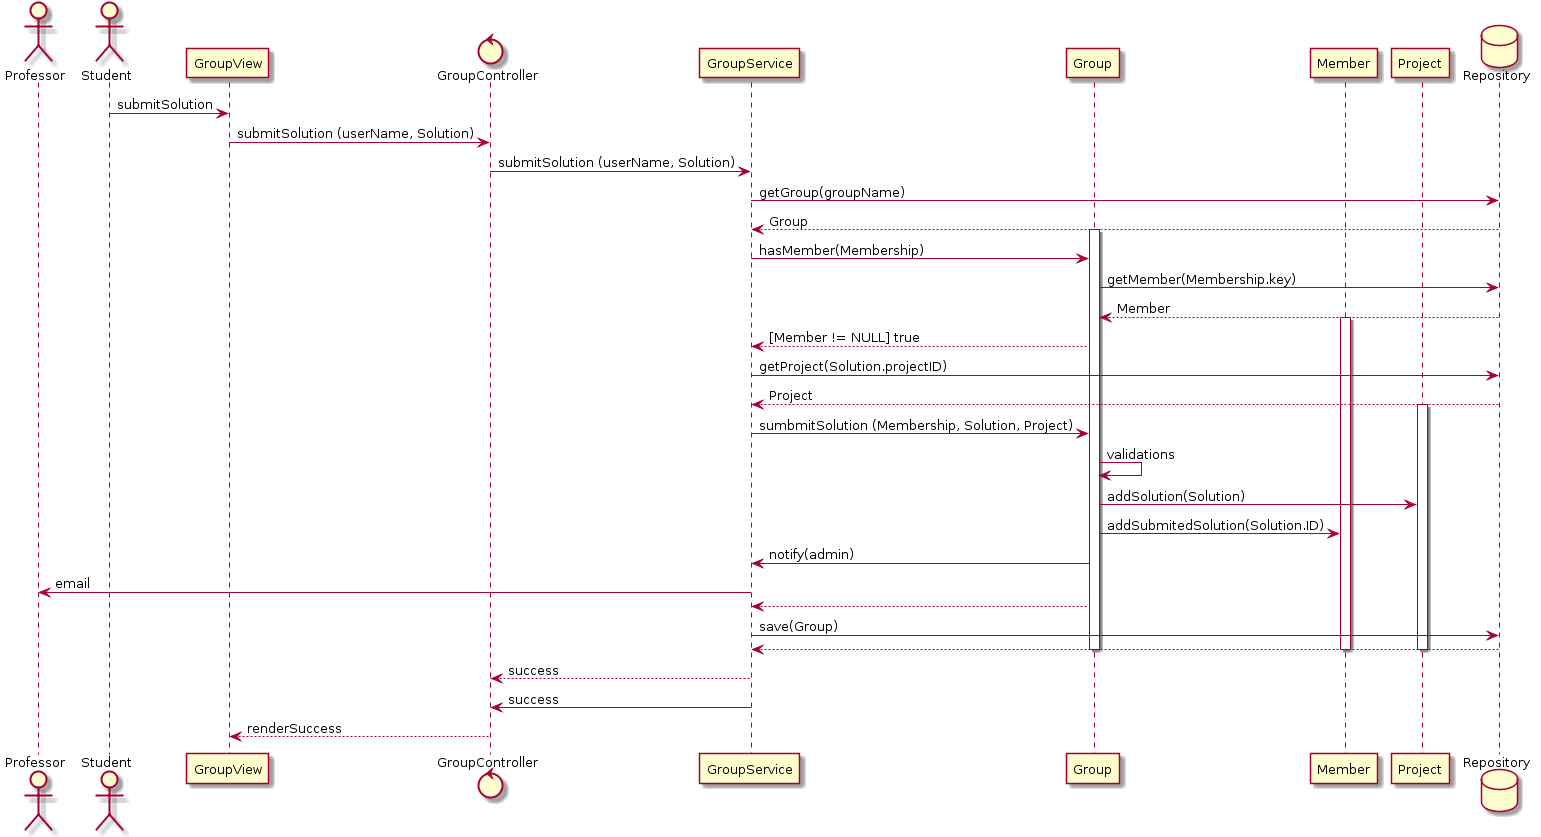 Professor
Student
GroupView
GroupController
GroupService
Group
Member
Project
Repository
submitSolution
submitSolution (userName, Solution)
submitSolution (userName, Solution)
getGroup(groupName)
Group
hasMember(Membership)
getMember(Membership.key)
Member
[Member != NULL] true
getProject(Solution.projectID)
Project
sumbmitSolution (Membership, Solution, Project)
validations
addSolution(Solution)
addSubmitedSolution(Solution.ID)
notify(admin)
email
save(Group)
success
success
renderSuccess
Professor
Student
GroupView
GroupController
GroupService
Group
Member
Project
Repository